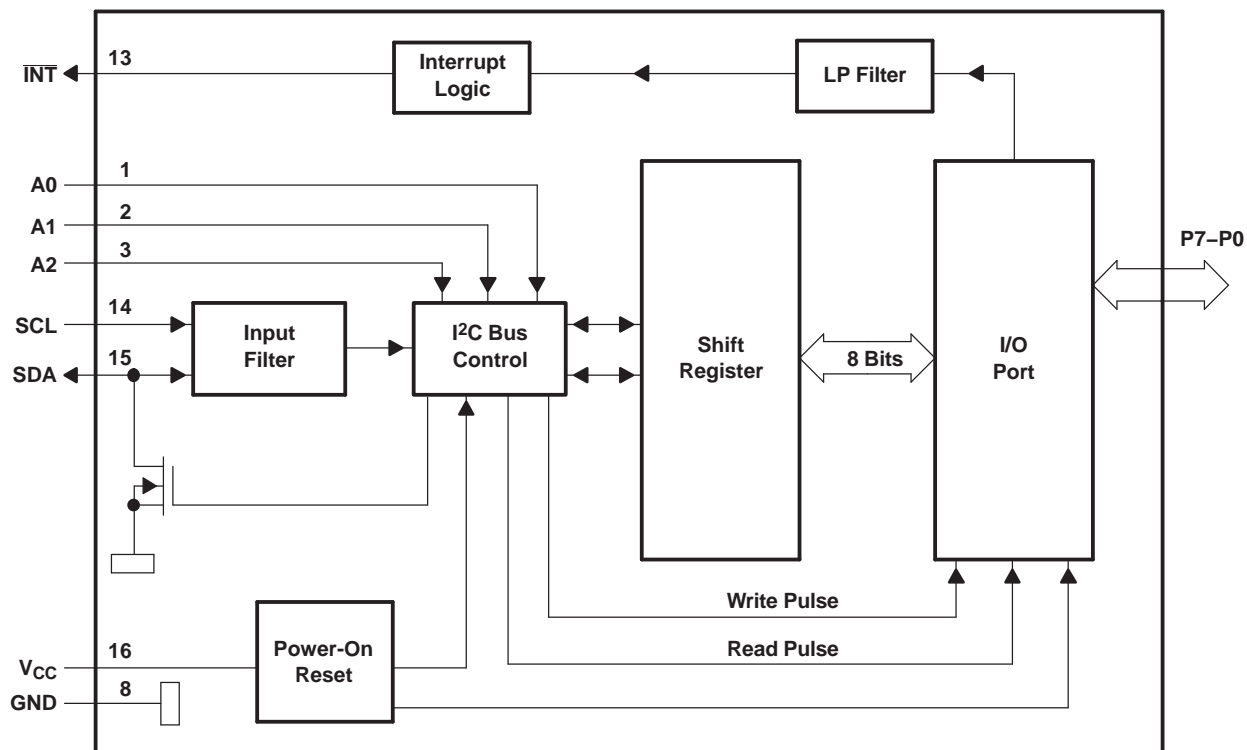 INT
13
Interrupt
Logic
LP Filter
A0
1
A1
2
A2
3
P7–P0
SCL
14
SDA
15
Input
Filter
I2C Bus
Control
Shift
Register
8 Bits
I/O
Port
Write Pulse
Read Pulse
Power-On
Reset
VCC
16
GND
8